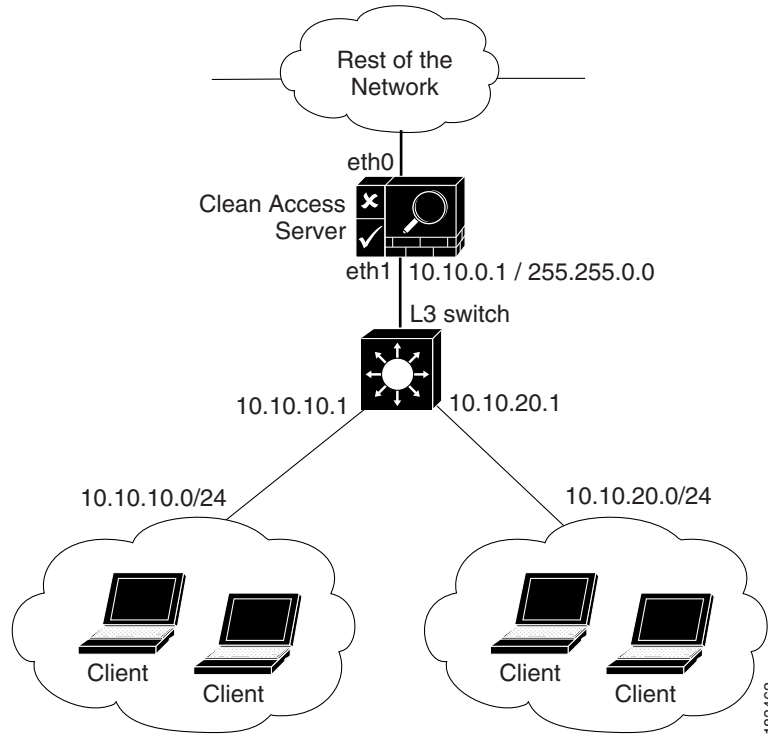 Rest of the
Network
eth0
Clean Access
Server
eth1
10.10.0.1 / 255.255.0.0
L3 switch
10.10.10.1
10.10.20.1
10.10.10.0/24
10.10.20.0/24
Client
Client
Client
Client